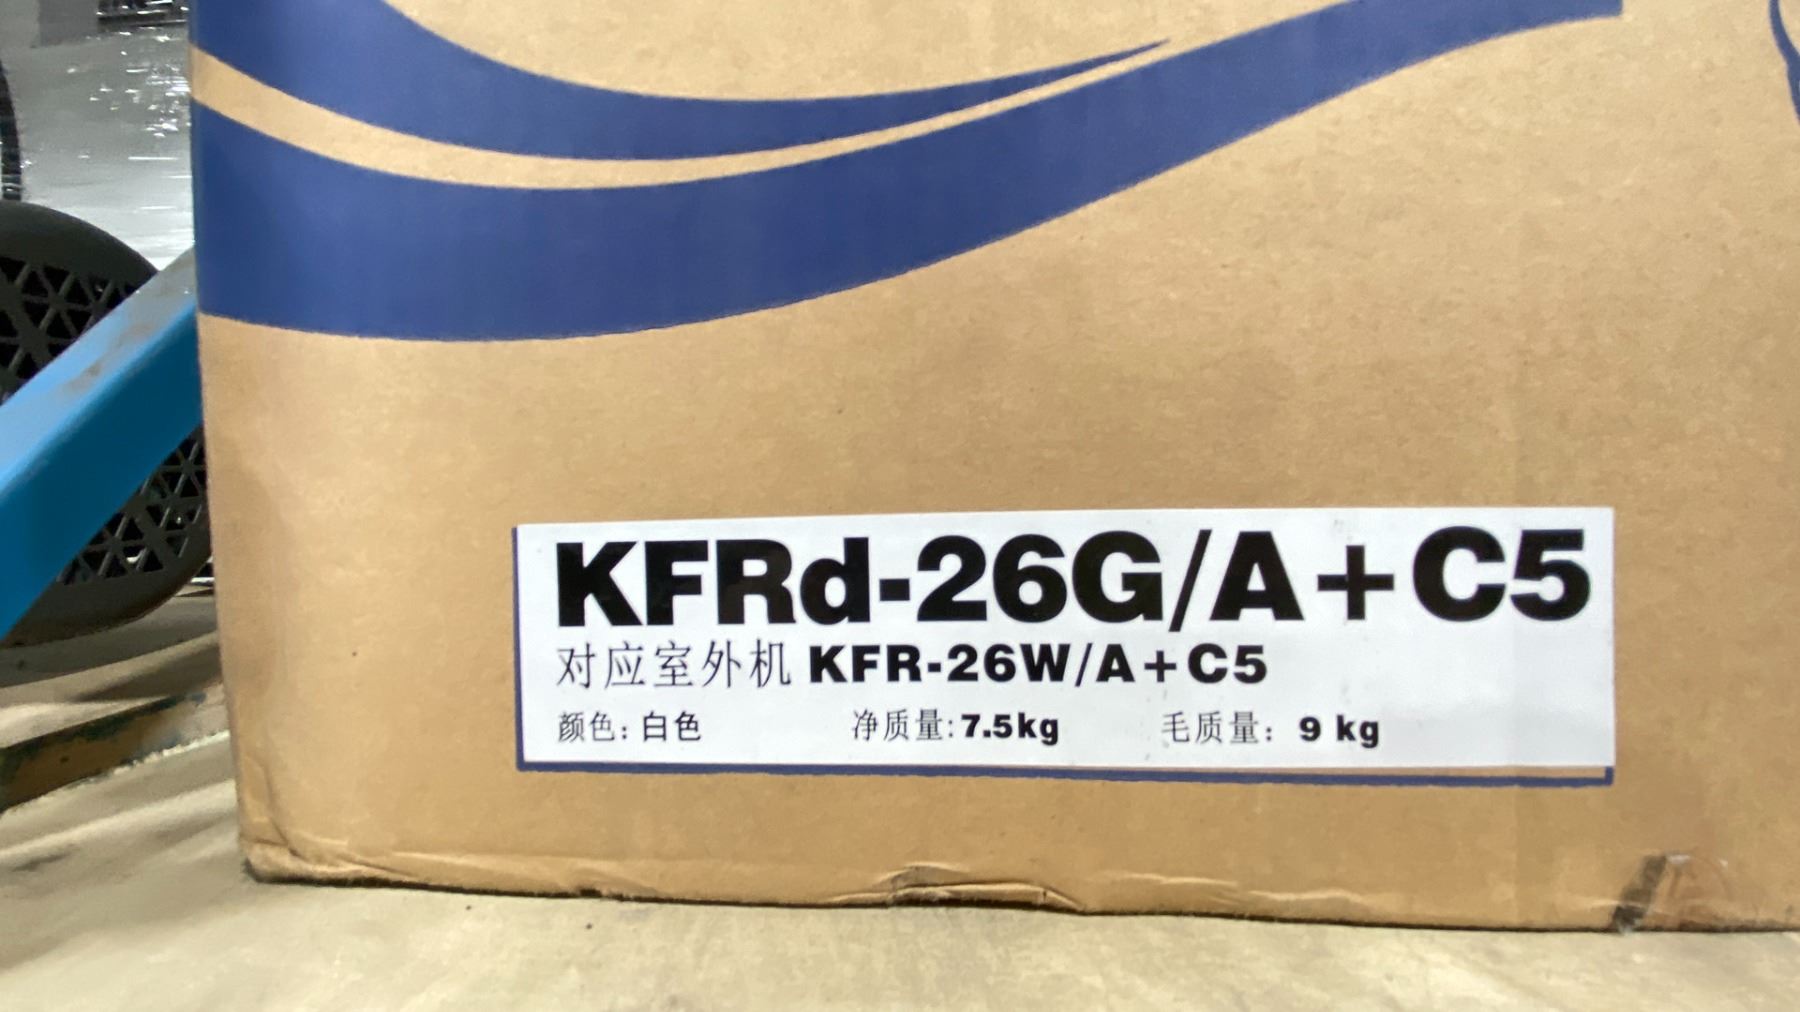 KFRd-26G/A+C5
对应室外机 KFR-26W/A+C5
颜色: 白色 净质量: 7.5kg 毛质量: 9 kg